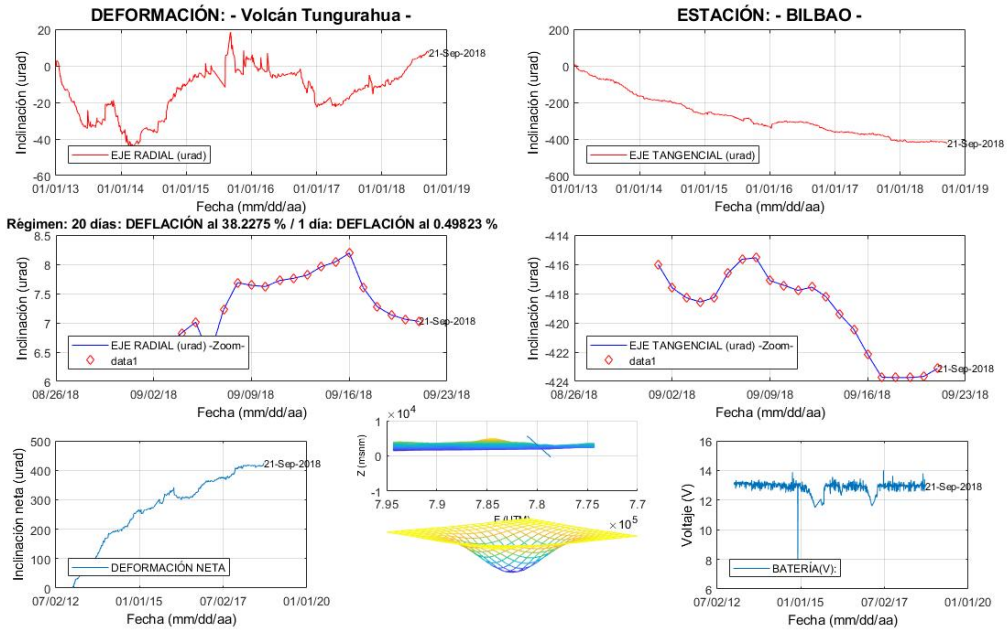 DEFORMACIÓN: - Volcán Tungurahua -
20
0
-20
-40
-60
Inclinación (urad)
21-Sep-2018
EJE RADIAL (urad)
01/01/13 01/01/14 01/01/15 01/01/16 01/01/17 01/01/18 01/01/19
Fecha (mm/dd/aa)
ESTACIÓN: - BILBAO -
200
0
-200
-400
-600
Inclinación (urad)
21-Sep-2018
EJE TANGENCIAL (urad)
01/01/13 01/01/14 01/01/15 01/01/16 01/01/17 01/01/18 01/01/19
Fecha (mm/dd/aa)
Régimen: 20 días: DEFLACIÓN al 38.2275 % / 1 día: DEFLACIÓN al 0.49823 %
8.5
8
7.5
7
6.5
6
Inclinación (urad)
21-Sep-2018
EJE RADIAL (urad) -Zoom-
data1
08/26/18 09/02/18 09/09/18 09/16/18 09/23/18
Fecha (mm/dd/aa)
-414
-416
-418
-420
-422
-424
Inclinación (urad)
21-Sep-2018
EJE TANGENCIAL (urad) -Zoom-
data1
08/26/18 09/02/18 09/09/18 09/16/18 09/23/18
Fecha (mm/dd/aa)
500
400
300
200
100
0
Inclinación neta (urad)
21-Sep-2018
DEFORMACIÓN NETA
07/02/12 01/01/15 07/02/17 01/01/20
Fecha (mm/dd/aa)
×10⁴
1
0
-1
Z (msnm)
7.95 7.9 7.85 7.8 7.75 7.7
E (UTM)
×10⁵
16
14
12
10
8
6
Voltaje (V)
21-Sep-2018
BATERÍA(V):
07/02/12 01/01/15 07/02/17 01/01/20
Fecha (mm/dd/aa)